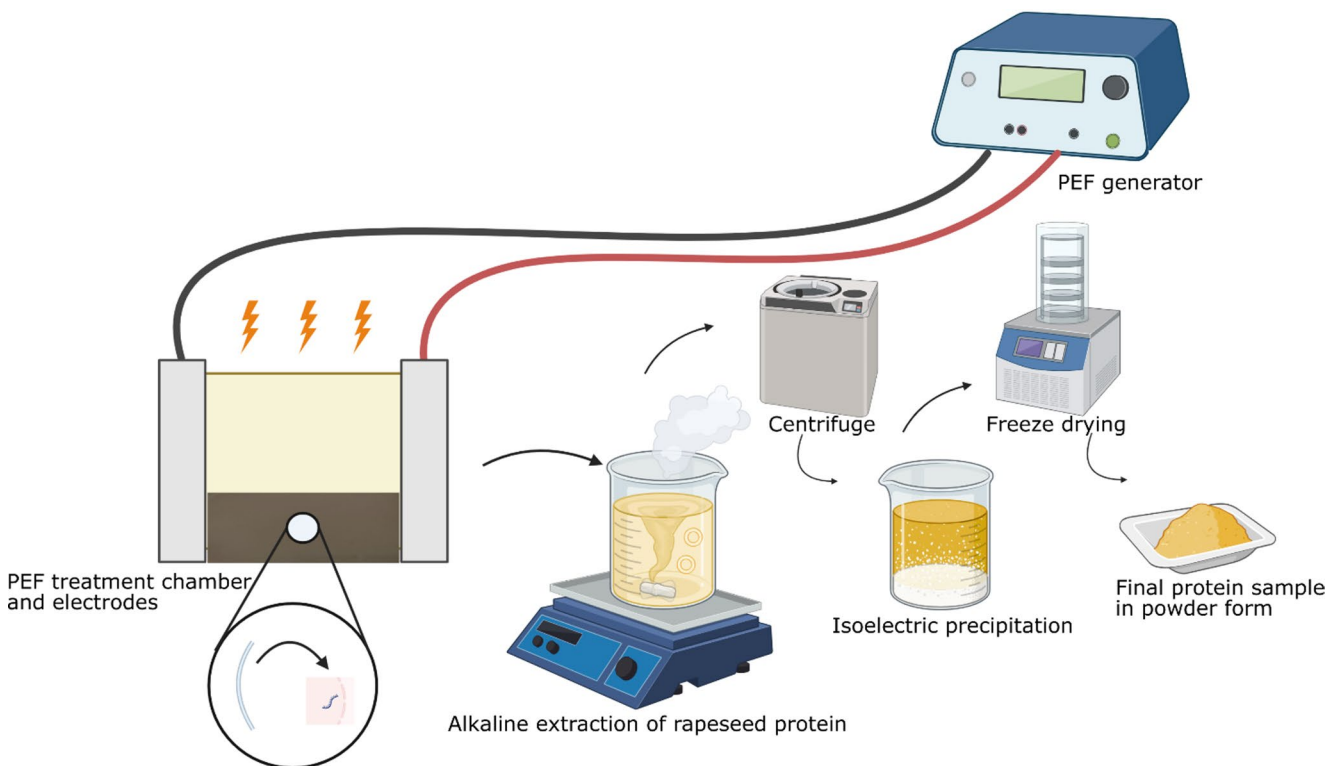 PEF generator
Centrifuge
Freeze drying
PEF treatment chamber
and electrodes
Isoelectric precipitation
Final protein sample
in powder form
Alkaline extraction of rapeseed protein